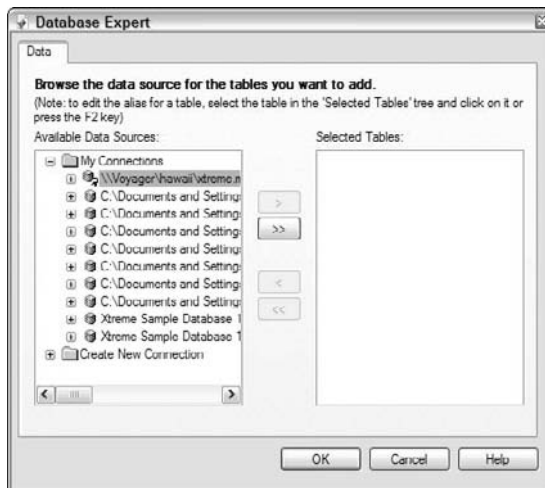 Database Expert
Data
Browse the data source for the tables you want to add.
(Note: to edit the alias for a table, select the table in the 'Selected Tables' tree and click on it or
press the F2 key)
Available Data Sources:
Selected Tables:
My Connections
\\Voyager\hawaii\xtreme.m
C:\Documents and Setting
C:\Documents and Setting
C:\Documents and Setting
C:\Documents and Setting
C:\Documents and Setting
C:\Documents and Setting
C:\Documents and Setting
Xtreme Sample Database 1
Xtreme Sample Database 1
Create New Connection
>
>>
<
<<
OK
Cancel
Help